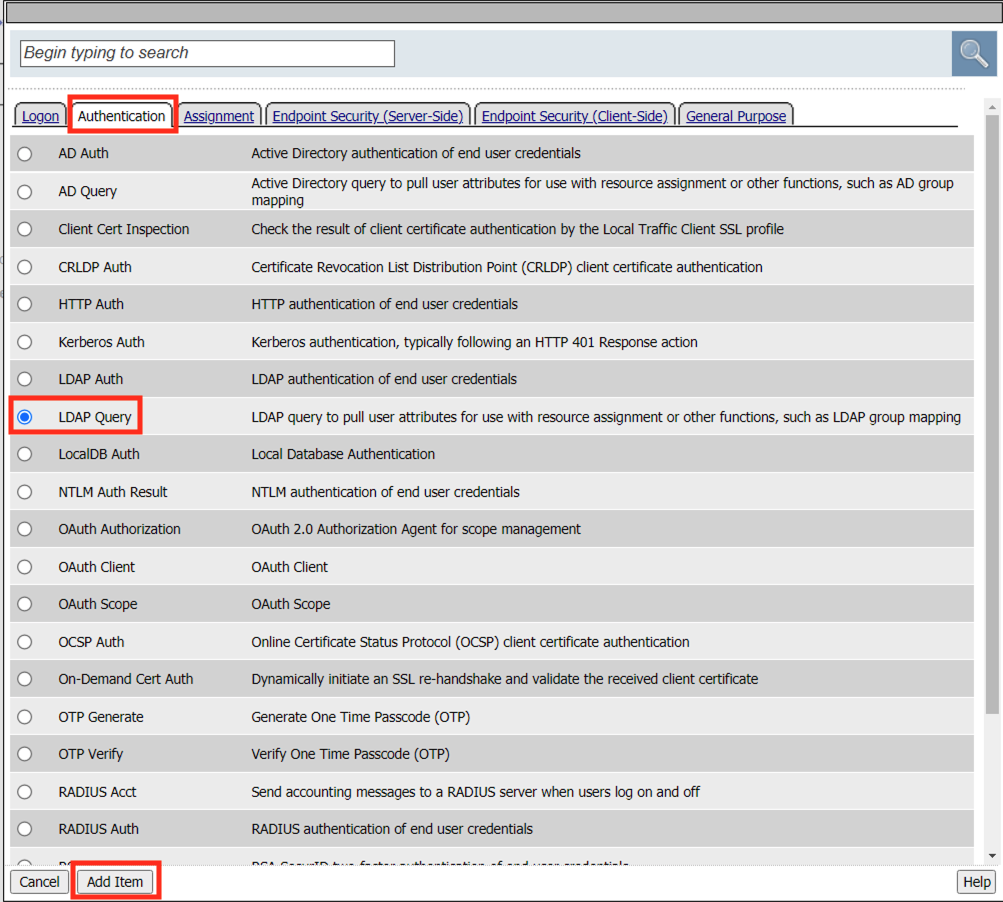 Begin typing to search
Logon Authentication Assignment Endpoint Security (Server-Side) Endpoint Security (Client-Side) General Purpose
AD Auth Active Directory authentication of end user credentials
AD Query Active Directory query to pull user attributes for use with resource assignment or other functions, such as AD group
mapping
Client Cert Inspection Check the result of client certificate authentication by the Local Traffic Client SSL profile
CRLDP Auth Certificate Revocation List Distribution Point (CRLDP) client certificate authentication
HTTP Auth HTTP authentication of end user credentials
Kerberos Auth Kerberos authentication, typically following an HTTP 401 Response action
LDAP Auth LDAP authentication of end user credentials
LDAP Query LDAP query to pull user attributes for use with resource assignment or other functions, such as LDAP group mapping
LocalDB Auth Local Database Authentication
NTLM Auth Result NTLM authentication of end user credentials
OAuth Authorization OAuth 2.0 Authorization Agent for scope management
OAuth Client OAuth Client
OAuth Scope OAuth Scope
OCSP Auth Online Certificate Status Protocol (OCSP) client certificate authentication
On-Demand Cert Auth Dynamically initiate an SSL re-handshake and validate the received client certificate
OTP Generate Generate One Time Passcode (OTP)
OTP Verify Verify One Time Passcode (OTP)
RADIUS Acct Send accounting messages to a RADIUS server when users log on and off
RADIUS Auth RADIUS authentication of end user credentials
Cancel Add Item Help